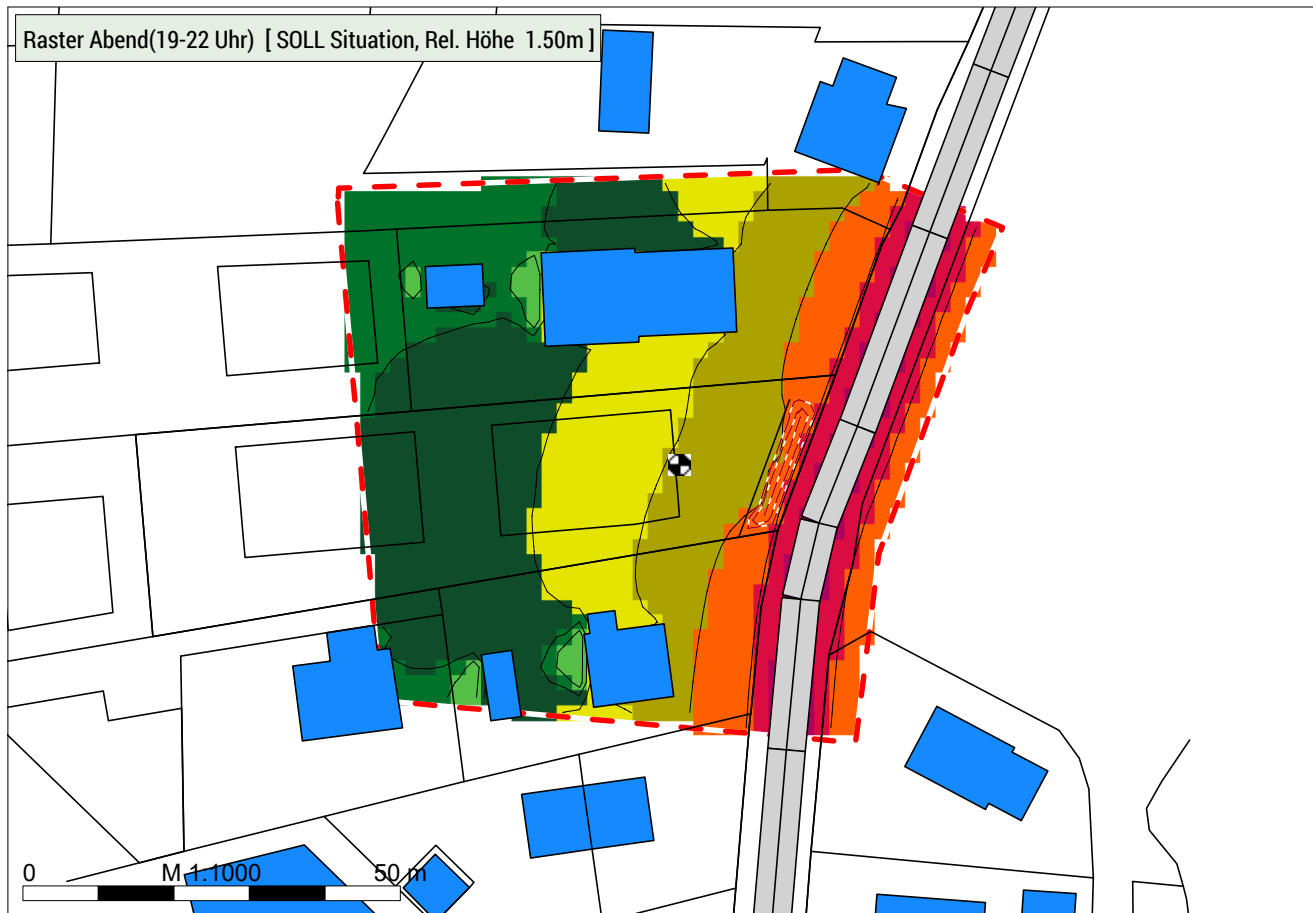 Raster Abend(19-22 Uhr) [ SOLL Situation, Rel. Höhe 1.50m ]
0 M 1:1000 50 m